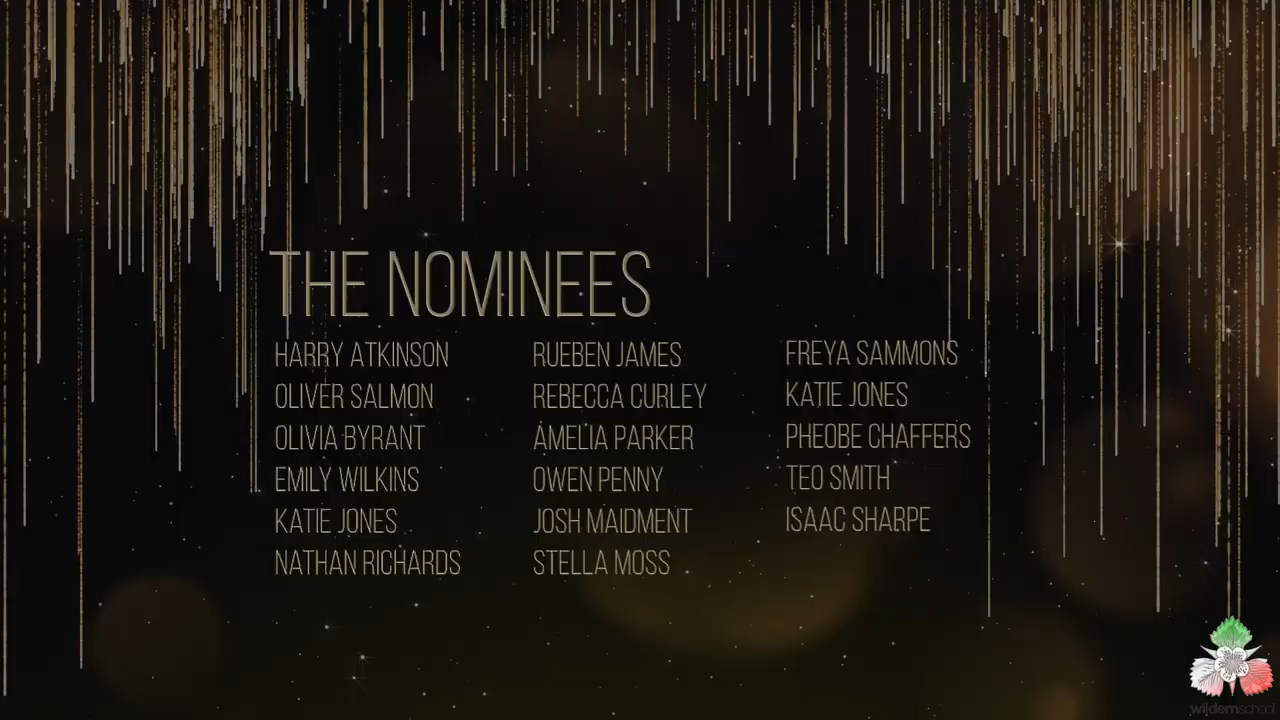 THE NOMINEES
HARRY ATKINSON
OLIVER SALMON
OLIVIA BYRANT
EMILY WILKINS
KATIE JONES
NATHAN RICHARDS
RUEBEN JAMES
REBECCA CURLEY
AMELIA PARKER
OWEN PENNY
JOSH MAIDMENT
STELLA MOSS
FREYA SAMMONS
KATIE JONES
PHEOBE CHAFFERS
TEO SMITH
ISAAC SHARPE
wildernschool